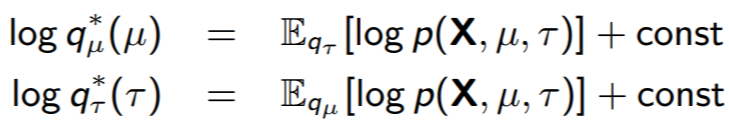 log q*_μ(μ) = 𝔼_{q_τ}[log p(𝐗, μ, τ)] + const
log q*_τ(τ) = 𝔼_{q_μ}[log p(𝐗, μ, τ)] + const